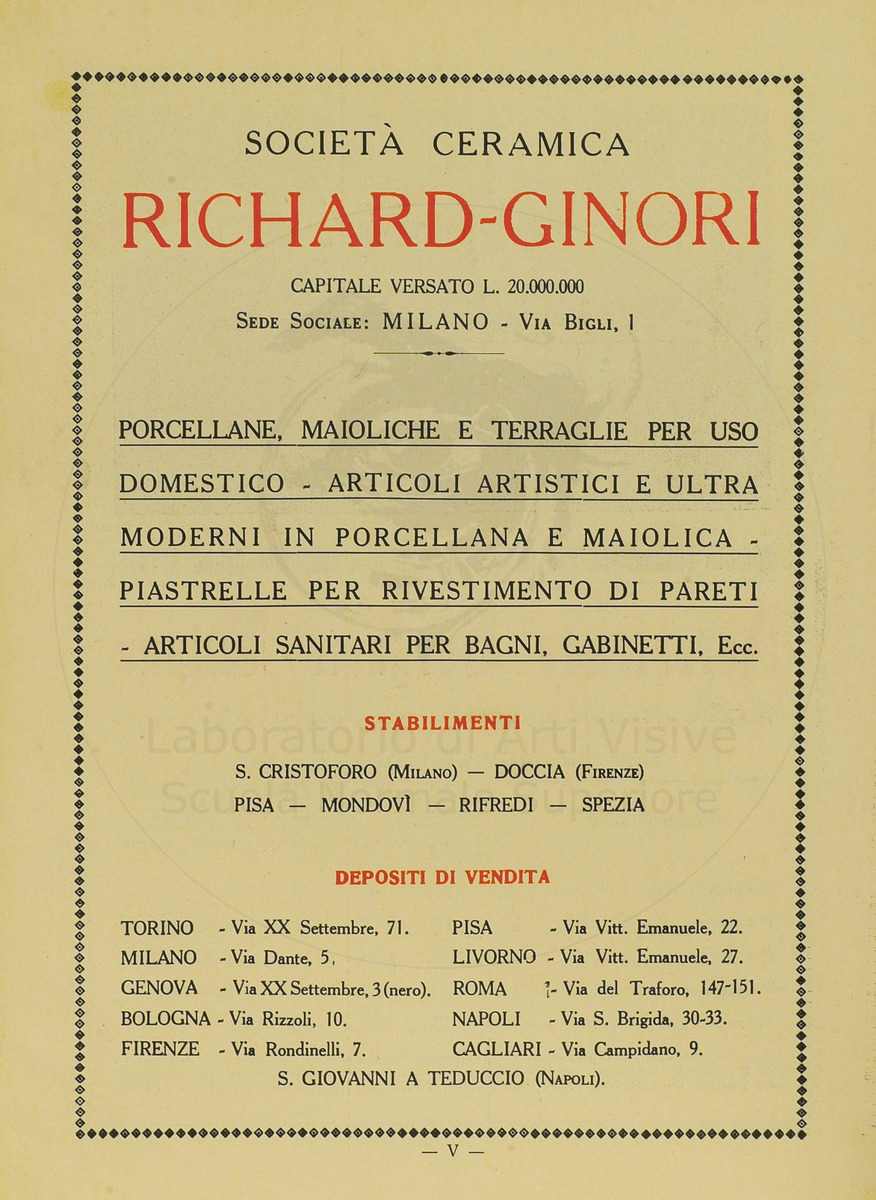 SOCIETÀ CERAMICA
RICHARD-GINORI
CAPITALE VERSATO L. 20.000.000
SEDE SOCIALE: MILANO - VIA BIGLI, 1
PORCELLANE, MAIOLICHE E TERRAGLIE PER USO
DOMESTICO - ARTICOLI ARTISTICI E ULTRA
MODERNI IN PORCELLANA E MAIOLICA -
PIASTRELLE PER RIVESTIMENTO DI PARETI
- ARTICOLI SANITARI PER BAGNI, GABINETTI, ECC.
STABILIMENTI
Laboratorio di Arti Visive
S. CRISTOFORO (MILANO) — DOCCIA (FIRENZE)
PISA — MONDOVÌ — RIFREDI — SPEZIA
DEPOSITI DI VENDITA
TORINO - Via XX Settembre, 71.
MILANO - Via Dante, 5.
GENOVA - Via XX Settembre, 3 (nero).
BOLOGNA - Via Rizzoli, 10.
FIRENZE - Via Rondinelli, 7.
PISA - Via Vitt. Emanuele, 22.
LIVORNO - Via Vitt. Emanuele, 27.
ROMA - Via del Traforo, 147-151.
NAPOLI - Via S. Brigida, 30-33.
CAGLIARI - Via Campidano, 9.
S. GIOVANNI A TEDUCCIO (NAPOLI).
— V —